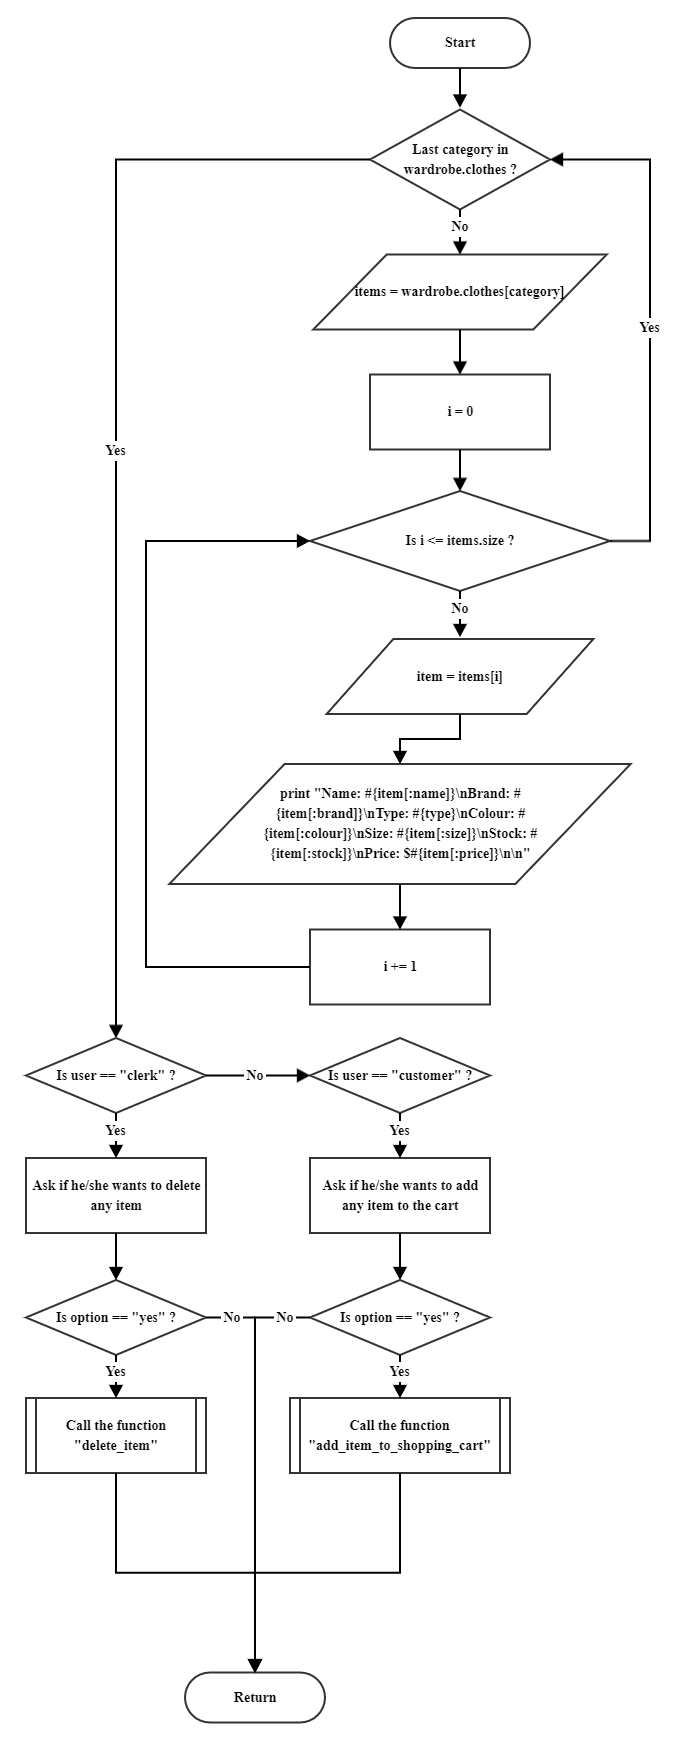 Start
Last category in
wardrobe.clothes ?
No
items = wardrobe.clothes[category]
Yes
i = 0
Yes
Is i <= items.size ?
No
item = items[i]
print "Name: #{item[:name]}\nBrand: #
{item[:brand]}\nType: #{type}\nColour: #
{item[:colour]}\nSize: #{item[:size]}\nStock: #
{item[:stock]}\nPrice: $#{item[:price]}\n\n"
i += 1
Is user == "clerk" ?
No
Is user == "customer" ?
Yes
Yes
Ask if he/she wants to delete
any item
Ask if he/she wants to add
any item to the cart
Is option == "yes" ?
No
No
Is option == "yes" ?
Yes
Yes
Call the function
"delete_item"
Call the function
"add_item_to_shopping_cart"
Return